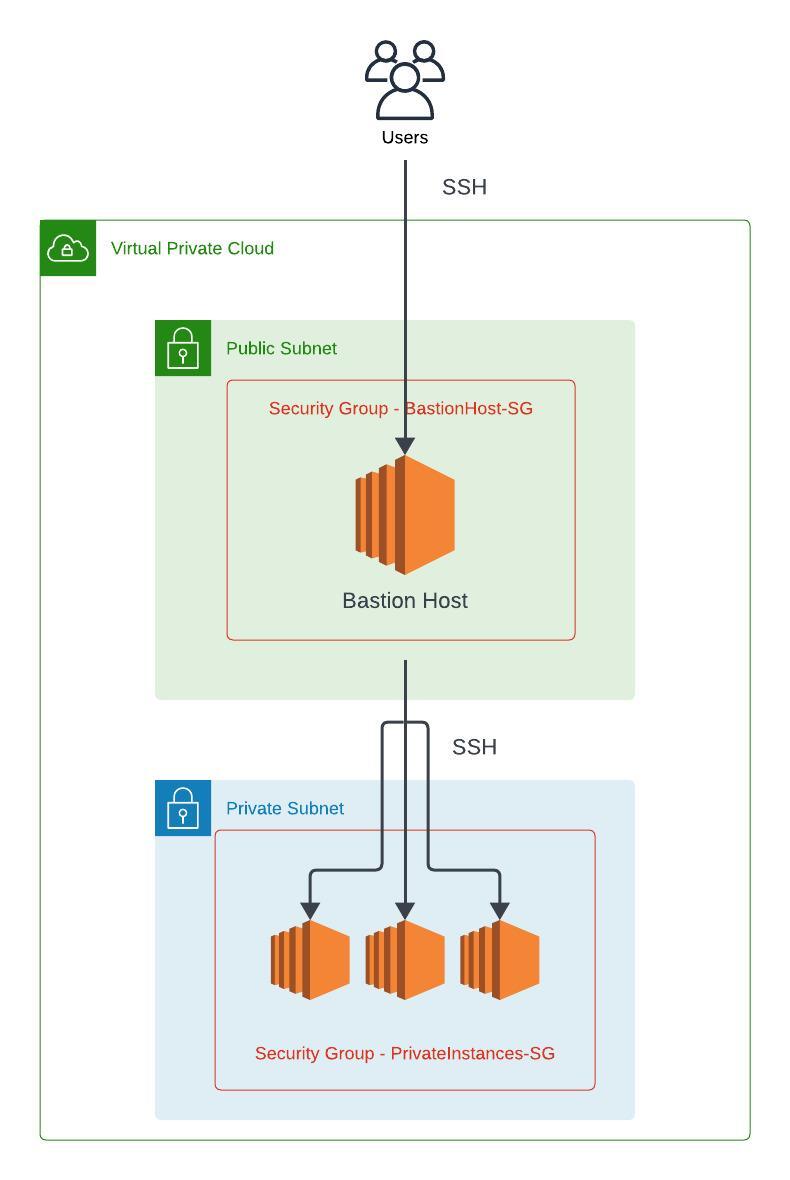 Users
SSH
Virtual Private Cloud
Public Subnet
Security Group - BastionHost-SG
Bastion Host
SSH
Private Subnet
Security Group - PrivateInstances-SG